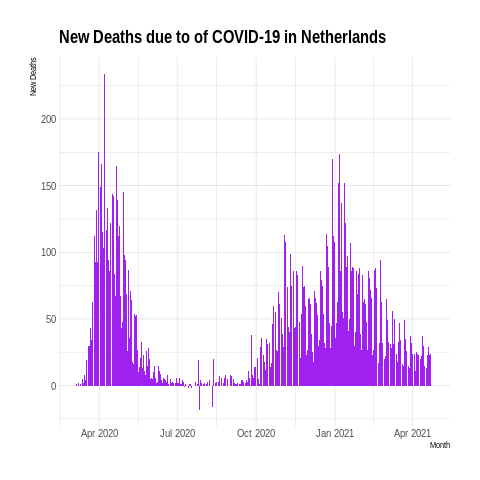 New Deaths due to of COVID-19 in Netherlands
New Deaths
200
150
100
50
0
Apr 2020
Jul 2020
Oct 2020
Jan 2021
Apr 2021
Month